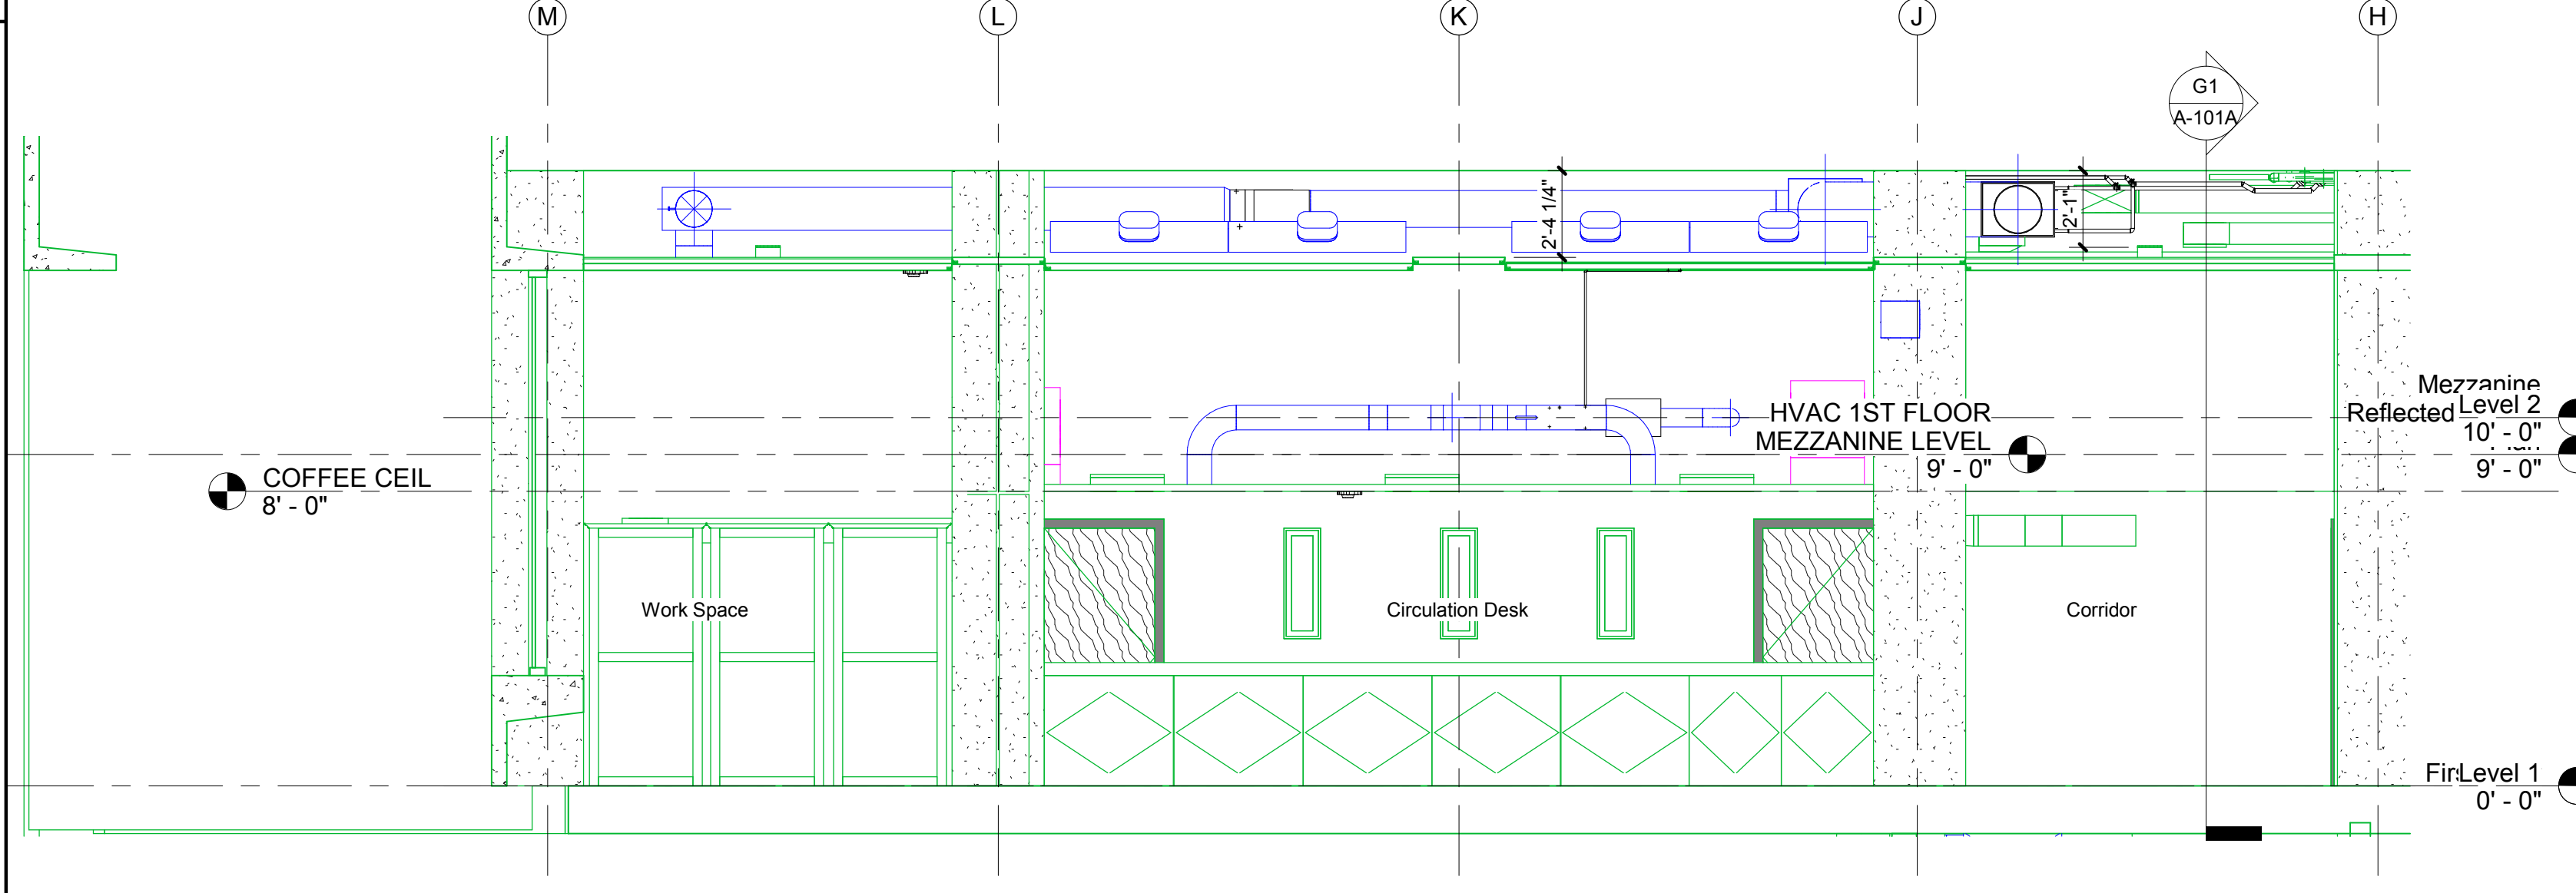 M
L
K
J
H
G1
A-101A
2'-4 1/4"
2'-1"
Mezzanine
Level 2
Reflected
10' - 0"
9' - 0"
HVAC 1ST FLOOR
MEZZANINE LEVEL
9' - 0"
COFFEE CEIL
8' - 0"
Work Space
Circulation Desk
Corridor
Level 1
0' - 0"